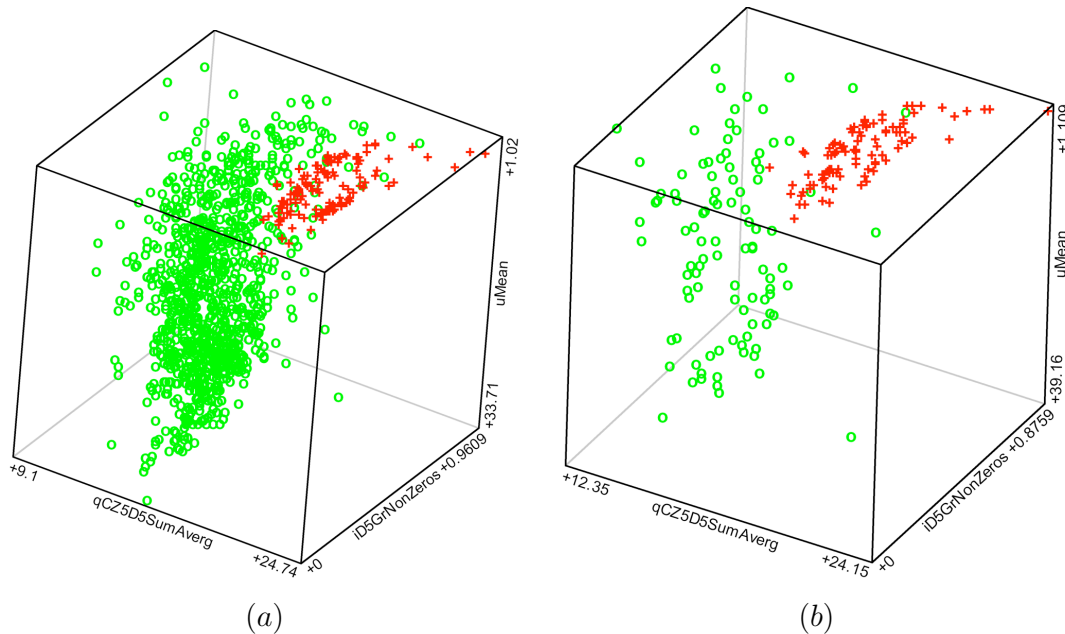 +1.02
uMean
+33.71
+9.1
qCZ5D5SumAverg
+24.74
+0
iD5GrNonZeros +0.9609
(a)
+1.109
uMean
+39.16
+12.35
qCZ5D5SumAverg
+24.15
+0
iD5GrNonZeros +0.8759
(b)